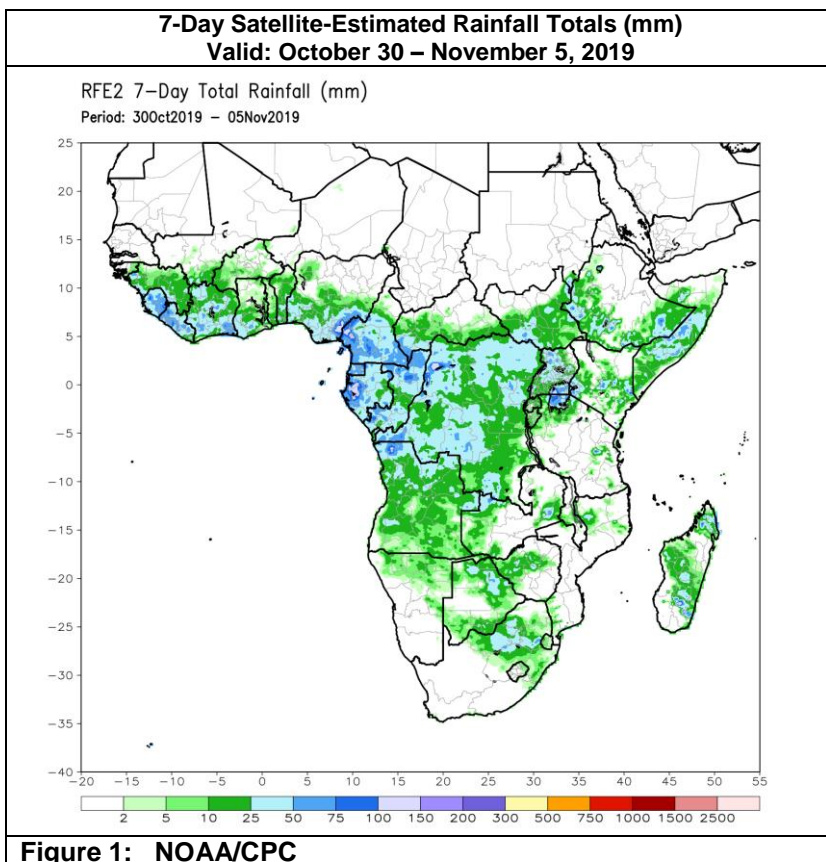 7-Day Satellite-Estimated Rainfall Totals (mm)
Valid: October 30 – November 5, 2019
RFE2 7-Day Total Rainfall (mm)
Period: 30Oct2019 – 05Nov2019
25
20
15
10
5
0
-5
-10
-15
-20
-25
-30
-35
-40
-20 -15 -10 -5 0 5 10 15 20 25 30 35 40 45 50 55
2 5 10 25 50 75 100 150 200 300 500 750 1000 1500 2500
Figure 1: NOAA/CPC